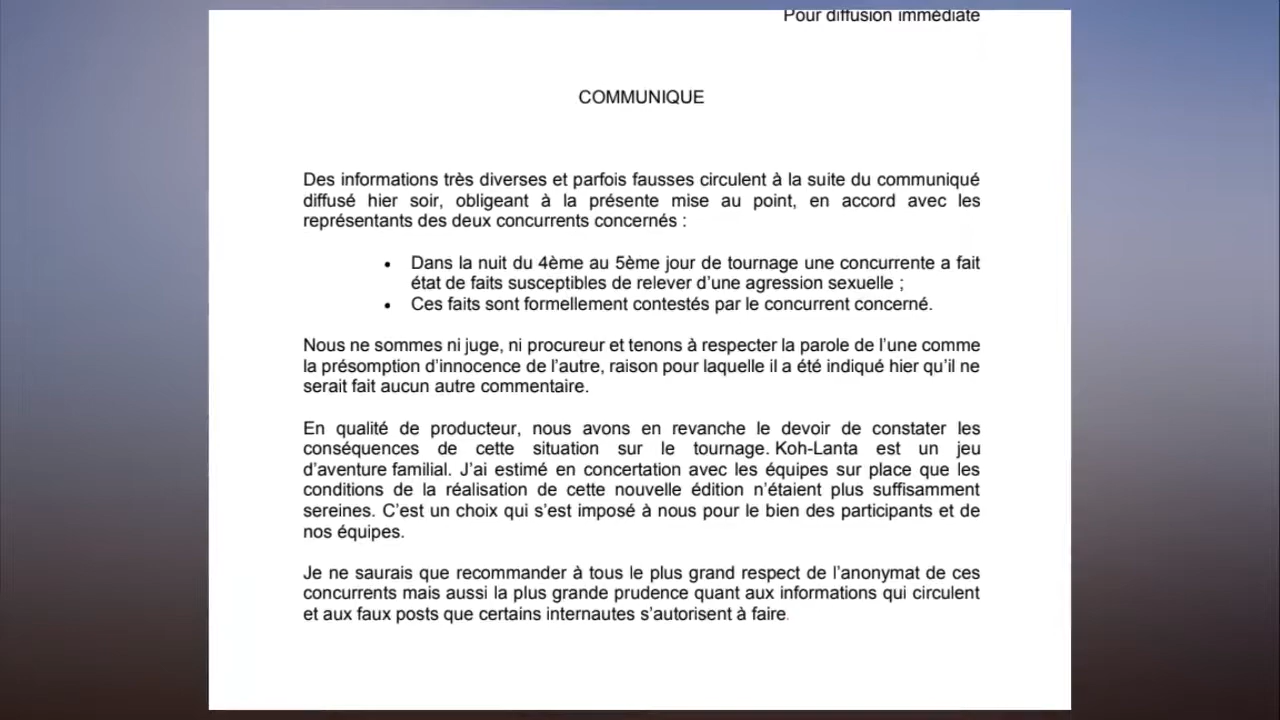 Pour diffusion immédiate
COMMUNIQUE
Des informations très diverses et parfois fausses circulent à la suite du communiqué
diffusé hier soir, obligeant à la présente mise au point, en accord avec les
représentants des deux concurrents concernés :
• Dans la nuit du 4ème au 5ème jour de tournage une concurrente a fait
état de faits susceptibles de relever d’une agression sexuelle ;
• Ces faits sont formellement contestés par le concurrent concerné.
Nous ne sommes ni juge, ni procureur et tenons à respecter la parole de l’une comme
la présomption d’innocence de l’autre, raison pour laquelle il a été indiqué hier qu’il ne
serait fait aucun autre commentaire.
En qualité de producteur, nous avons en revanche le devoir de constater les
conséquences de cette situation sur le tournage. Koh-Lanta est un jeu
d’aventure familial. J’ai estimé en concertation avec les équipes sur place que les
conditions de la réalisation de cette nouvelle édition n’étaient plus suffisamment
sereines. C’est un choix qui s’est imposé à nous pour le bien des participants et de
nos équipes.
Je ne saurais que recommander à tous le plus grand respect de l’anonymat de ces
concurrents mais aussi la plus grande prudence quant aux informations qui circulent
et aux faux posts que certains internautes s’autorisent à faire.